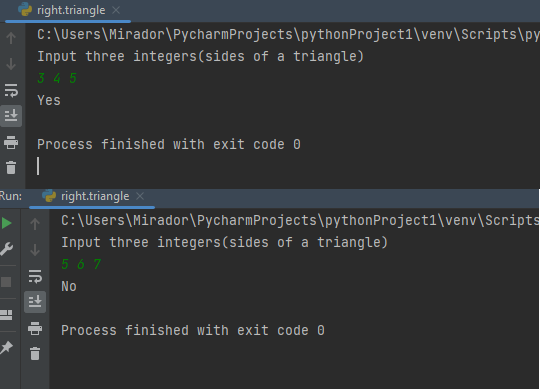 right.triangle
C:\Users\Mirador\PycharmProjects\pythonProject1\venv\Scripts\py
Input three integers(sides of a triangle)
3 4 5
Yes
Process finished with exit code 0
Run: right.triangle
C:\Users\Mirador\PycharmProjects\pythonProject1\venv\Scripts
Input three integers(sides of a triangle)
5 6 7
No
Process finished with exit code 0